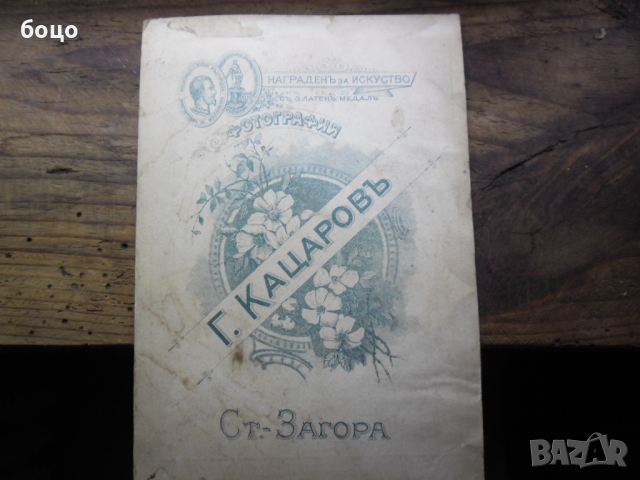 боцо
НАГРАДЕНЪ ЗА ИСКУСТВО
СЪ ЗЛАТЕНЪ МЕДАЛЪ
ФОТОГРАФИЯ
Г. КАЦАРОВЪ
СТ.-ЗАГОРА
BAZAR